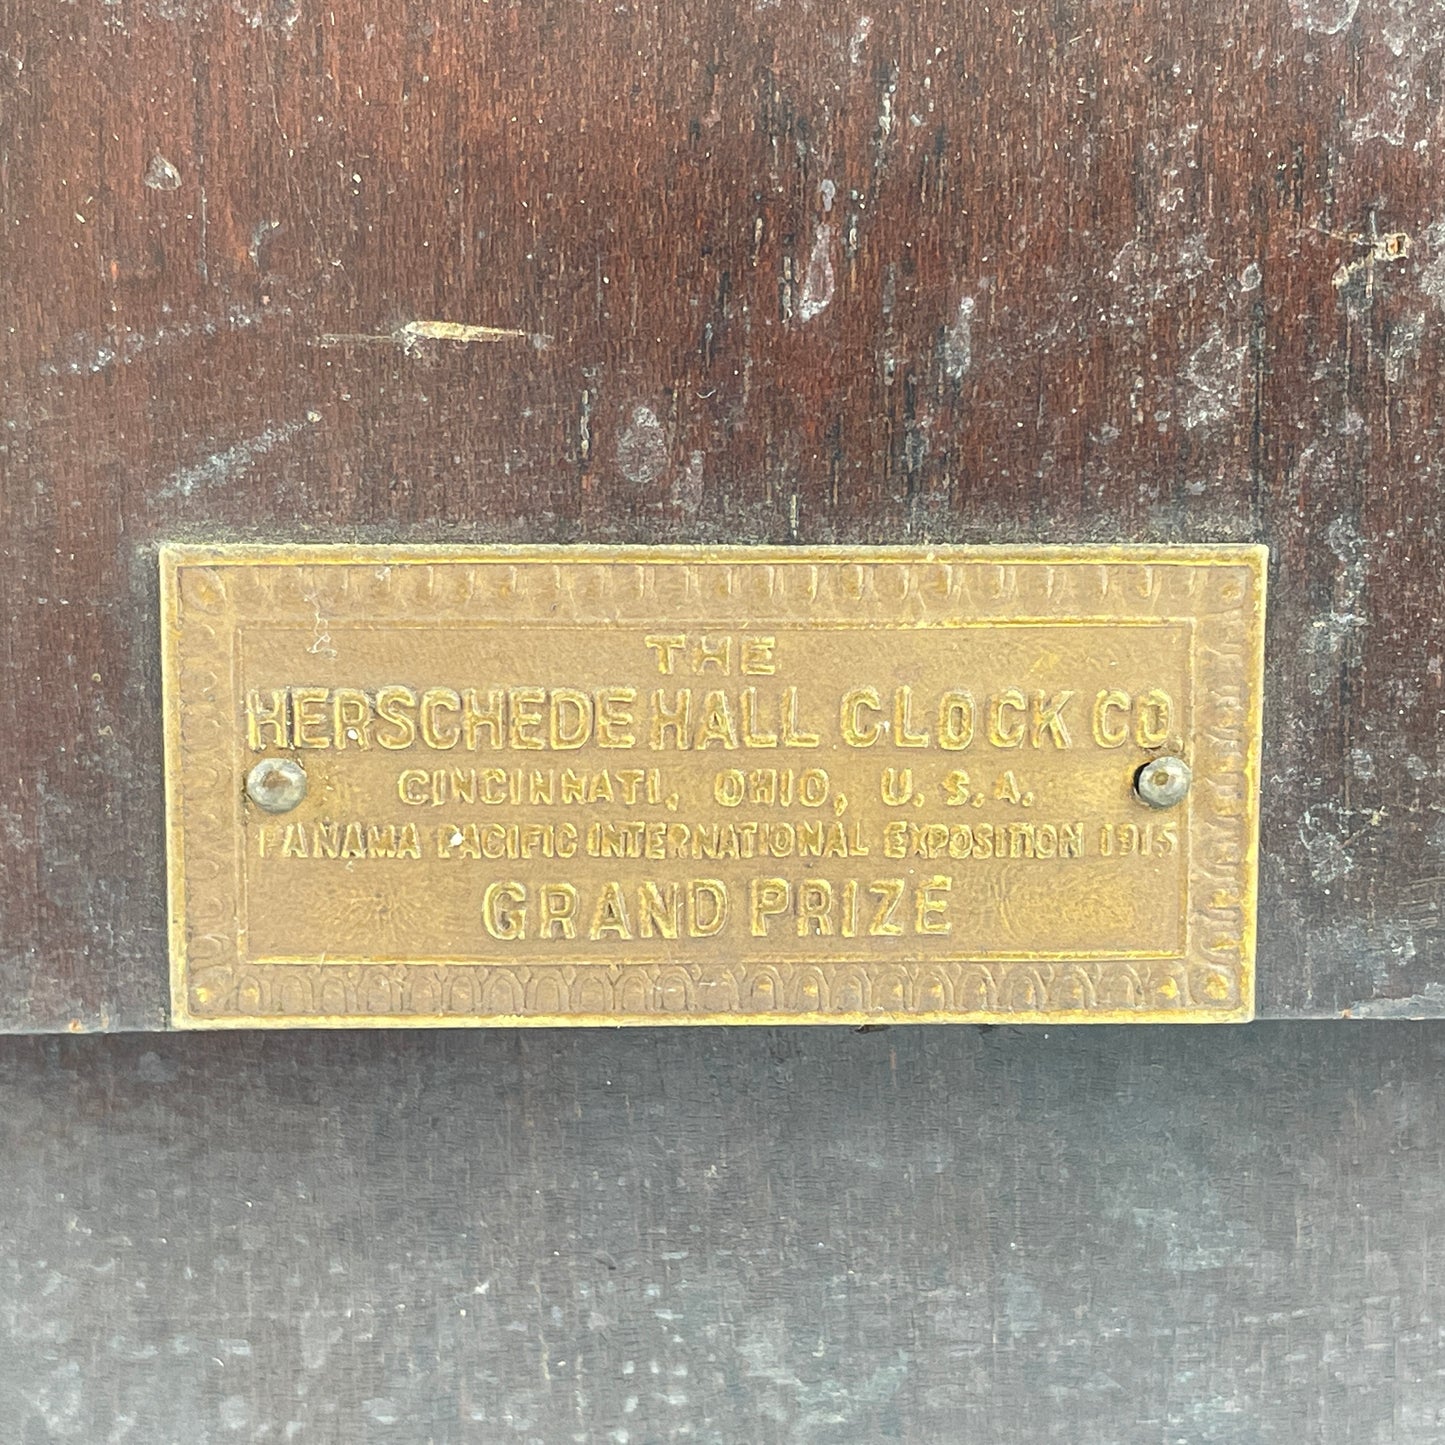 THE
HERSCHEDE HALL CLOCK CO.
CINCINNATI, OHIO, U.S.A.
PANAMA PACIFIC INTERNATIONAL EXPOSITION 1915
GRAND PRIZE